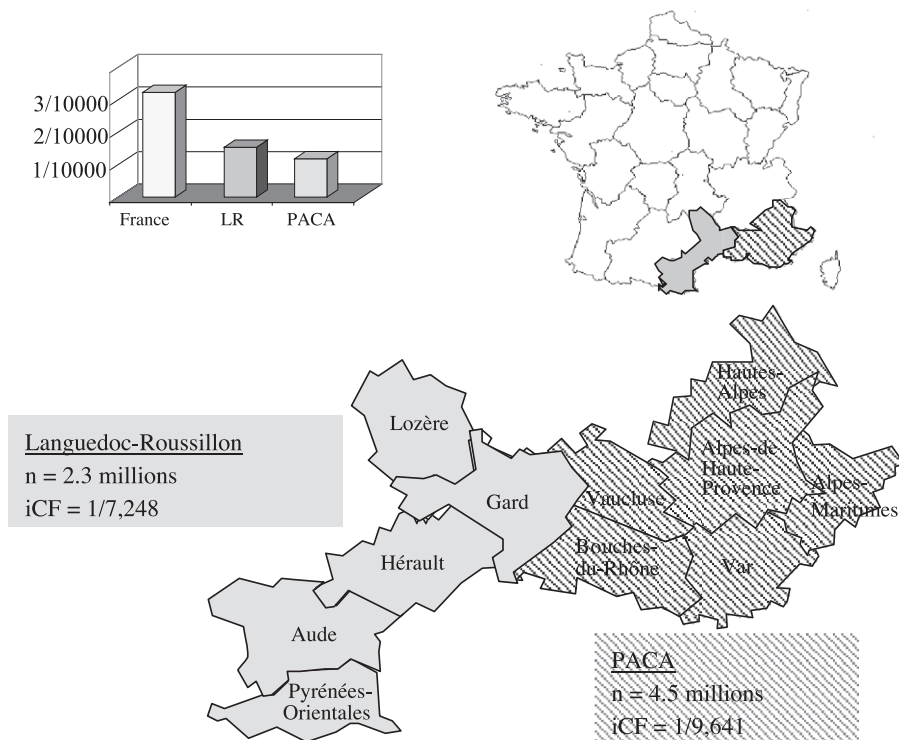 3/10000
2/10000
1/10000
France
LR
PACA
Languedoc-Roussillon
n = 2.3 millions
iCF = 1/7,248
Lozère
Gard
Hérault
Aude
Pyrénées-
Orientales
Hautes-
Alpes
Alpes-de
Haute-
Provence
Alpes-
Maritimes
Vaucluse
Bouches-
du-Rhône
Var
PACA
n = 4.5 millions
iCF = 1/9,641